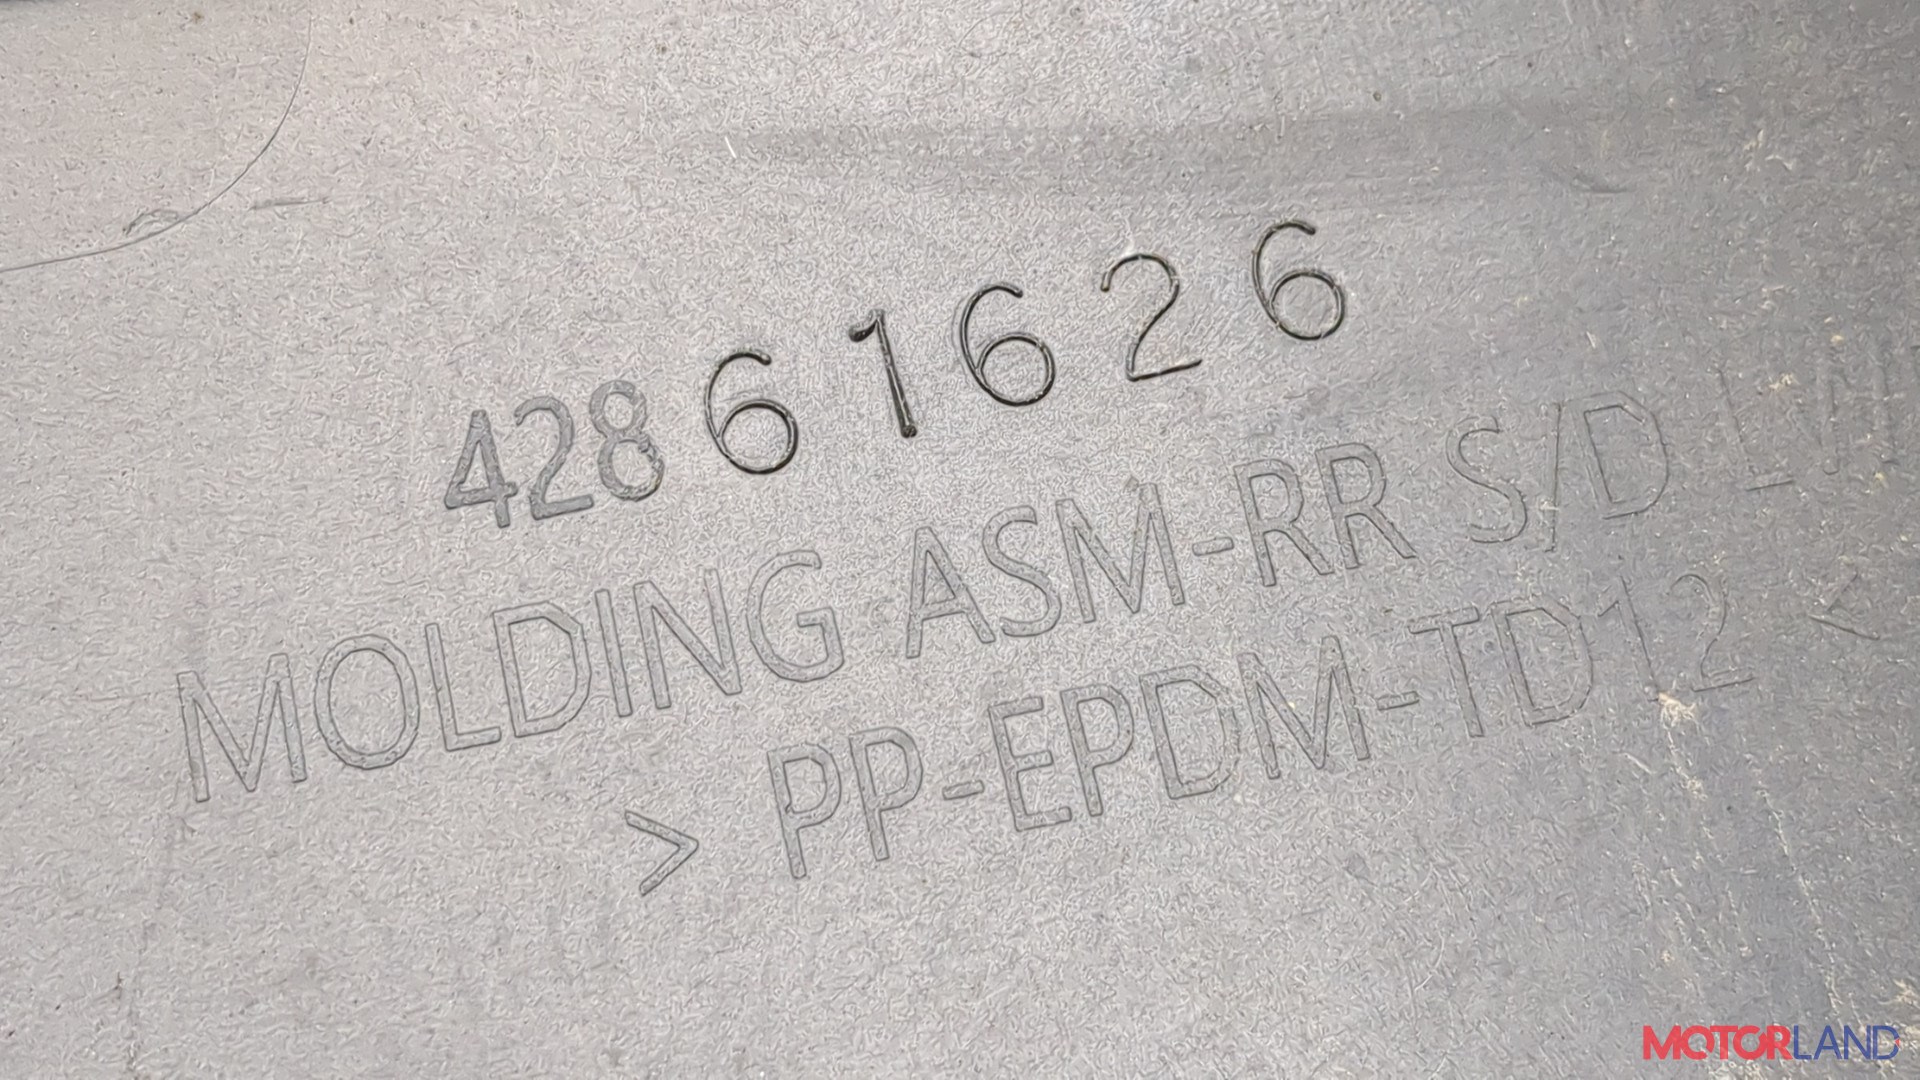 42861626
MOLDING ASM-RR S/D
> PP-EPDM-TD12 <
MOTORLAND